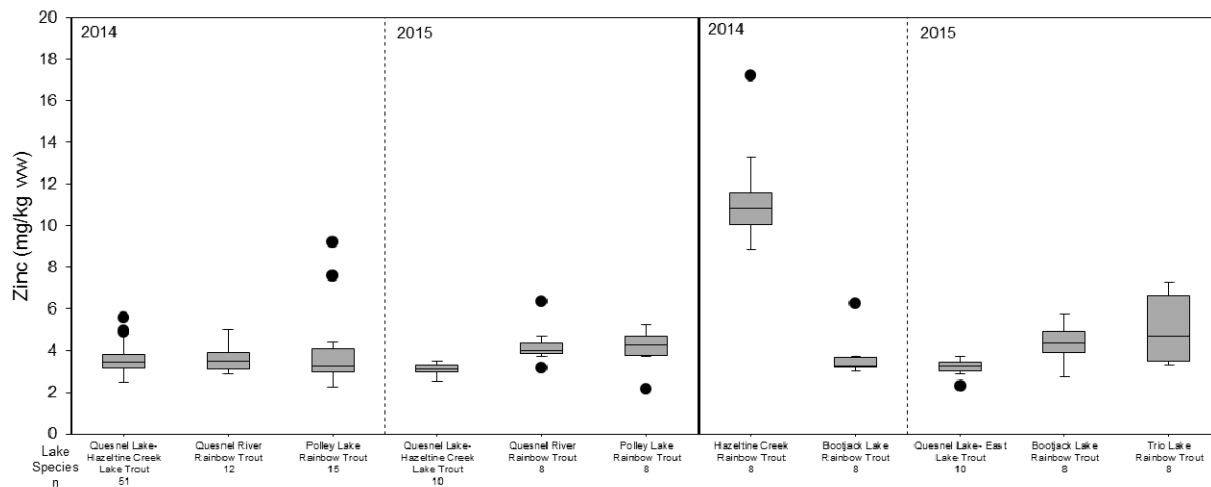 2014
2015
2014
2015
Zinc (mg/kg ww)
20
18
16
14
12
10
8
6
4
2
0
Lake
Species
n
Quesnel Lake-
Hazeltine Creek
Lake Trout
51
Quesnel River
Rainbow Trout
12
Polley Lake
Rainbow Trout
15
Quesnel Lake-
Hazeltine Creek
Lake Trout
10
Quesnel River
Rainbow Trout
8
Polley Lake
Rainbow Trout
8
Hazeltine Creek
Rainbow Trout
8
Bootjack Lake
Rainbow Trout
8
Quesnel Lake- East
Lake Trout
10
Bootjack Lake
Rainbow Trout
8
Trio Lake
Rainbow Trout
8